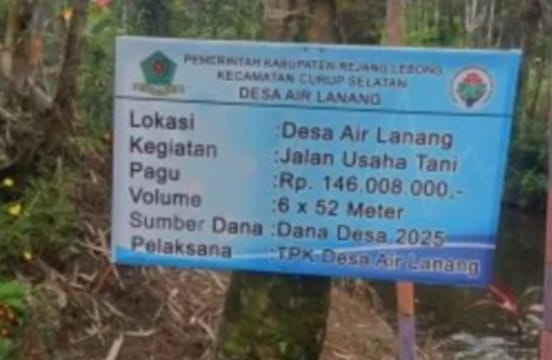 PEMERINTAH KABUPATEN REJANG LEBONG
KECAMATAN CURUP SELATAN
DESA AIR LANANG
Lokasi :Desa Air Lanang
Kegiatan :Jalan Usaha Tani
Pagu :Rp. 146.008.000,-
Volume :6 x 52 Meter
Sumber Dana :Dana Desa 2025
Pelaksana :TPK Desa Air Lanang